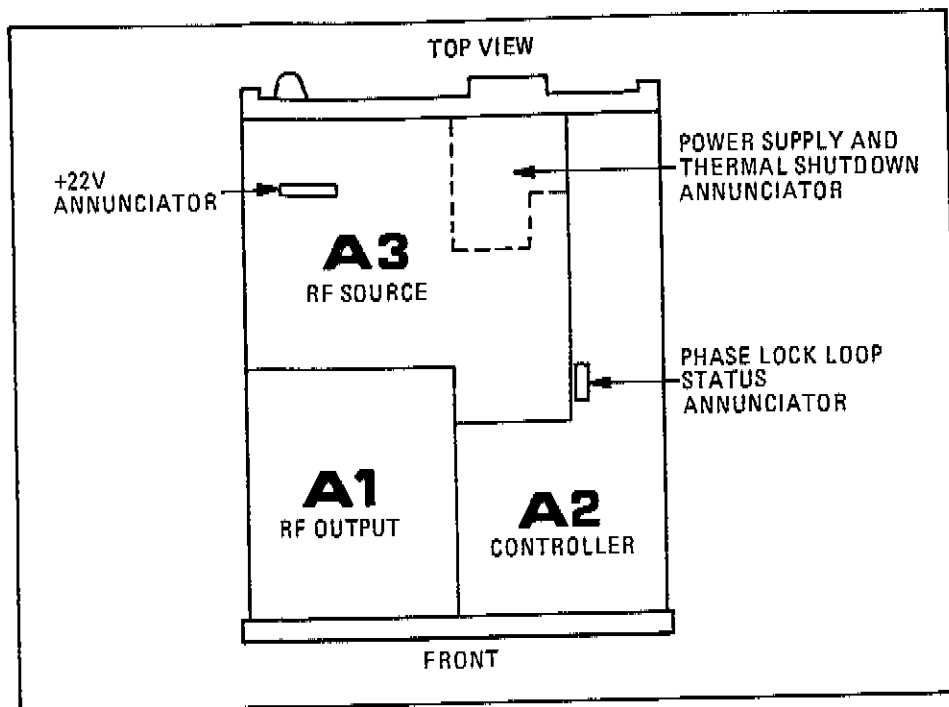 TOP VIEW
+22V
ANNUNCIATOR
POWER SUPPLY AND
THERMAL SHUTDOWN
ANNUNCIATOR
A3
RF SOURCE
PHASE LOCK LOOP
STATUS
ANNUNCIATOR
A1
RF OUTPUT
A2
CONTROLLER
FRONT